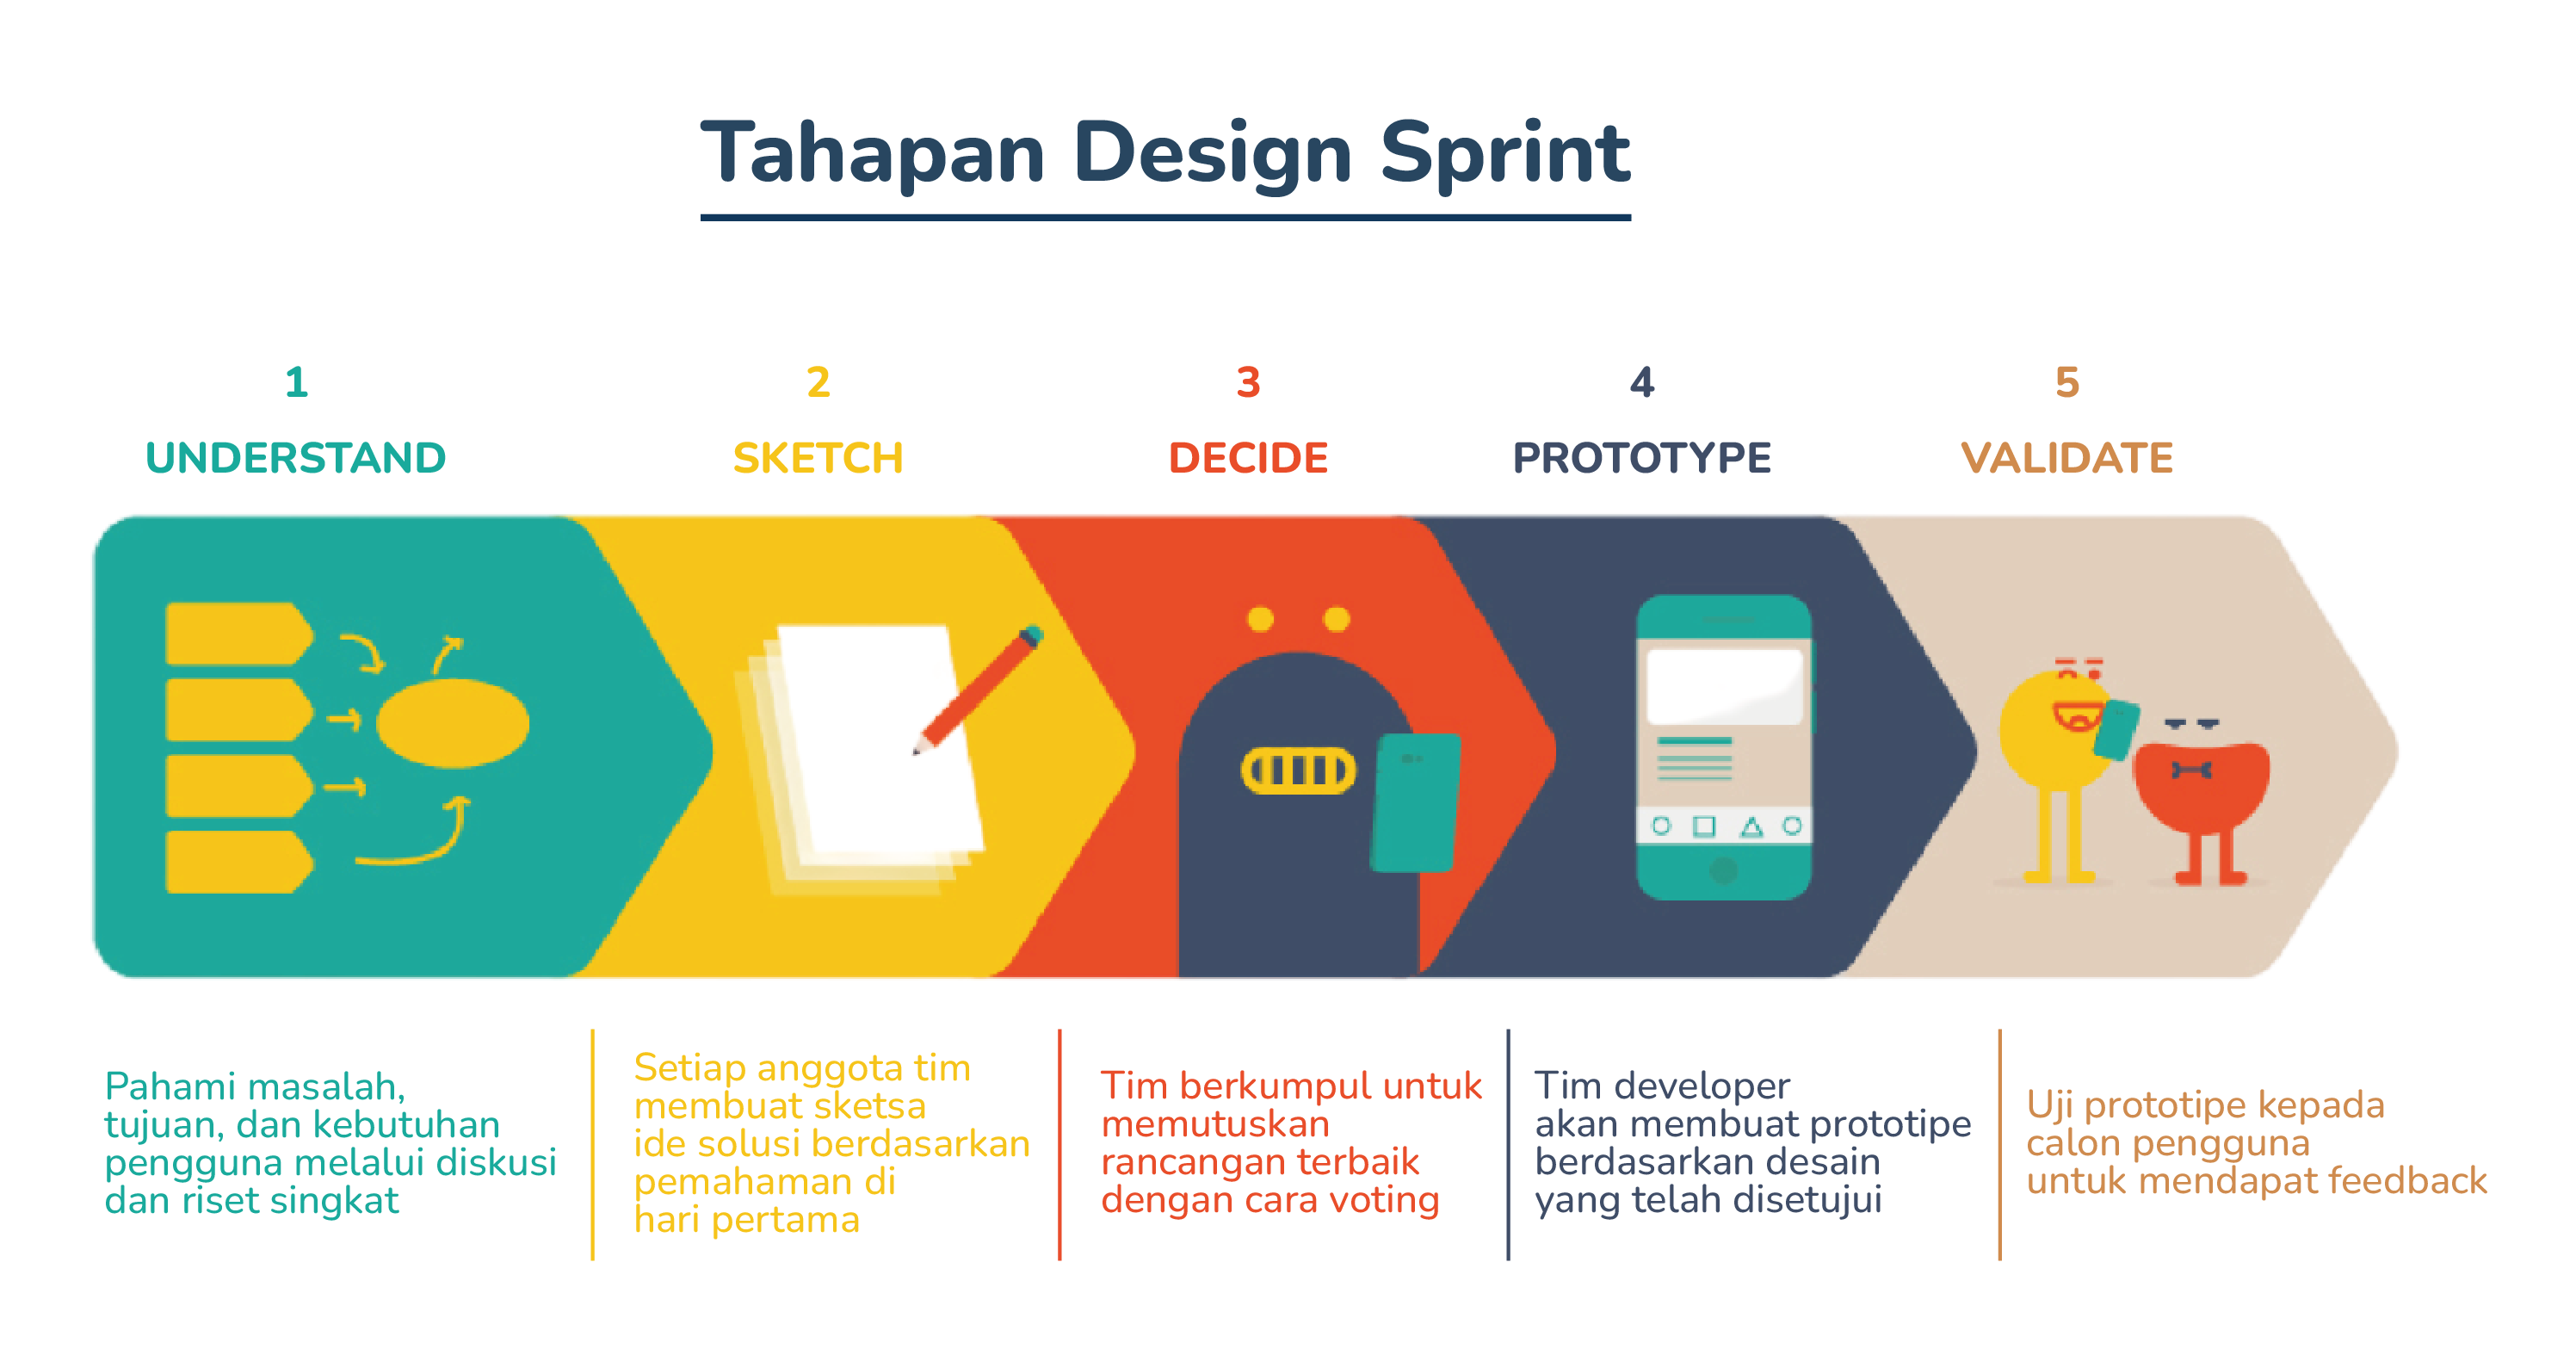 Tahapan Design Sprint
1
UNDERSTAND
2
SKETCH
3
DECIDE
4
PROTOTYPE
5
VALIDATE
Pahami masalah,
tujuan, dan kebutuhan
pengguna melalui diskusi
dan riset singkat
Setiap anggota tim
membuat sketsa
ide solusi berdasarkan
pemahaman di
hari pertama
Tim berkumpul untuk
memutuskan
rancangan terbaik
dengan cara voting
Tim developer
akan membuat prototipe
berdasarkan desain
yang telah disetujui
Uji prototipe kepada
calon pengguna
untuk mendapat feedback